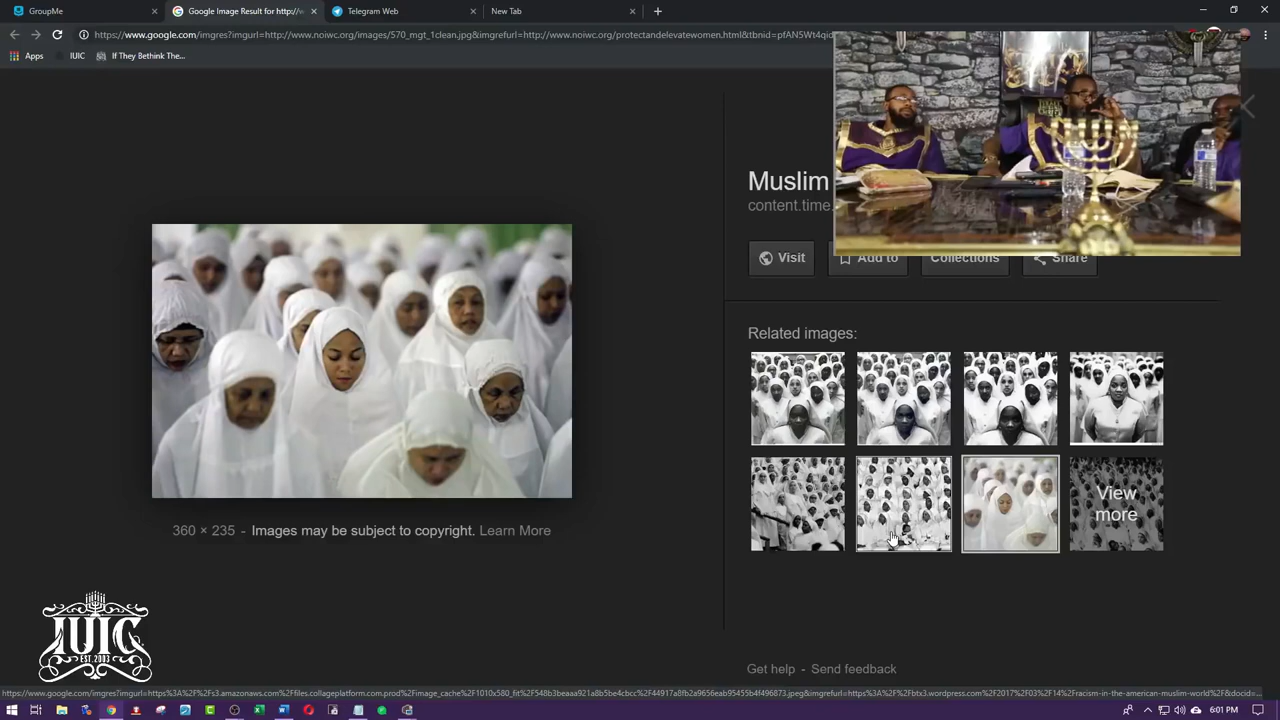 GroupMe
Google Image Result for http://w
Telegram Web
New Tab
https://www.google.com/imgres?imgurl=http://www.noiwc.org/images/570_mgt_1clean.jpg&imgrefurl=http://www.noiwc.org/protectandelevatewomen.html&tbnid=pfAN5Wt4qio
Apps
IUIC
If They Bethink The...
Muslim
content.time.
Visit
Add to
Collections
Share
Related images:
View
more
360 × 235 - Images may be subject to copyright. Learn More
IUIC
EST. 2003
Get help - Send feedback
6:01 PM